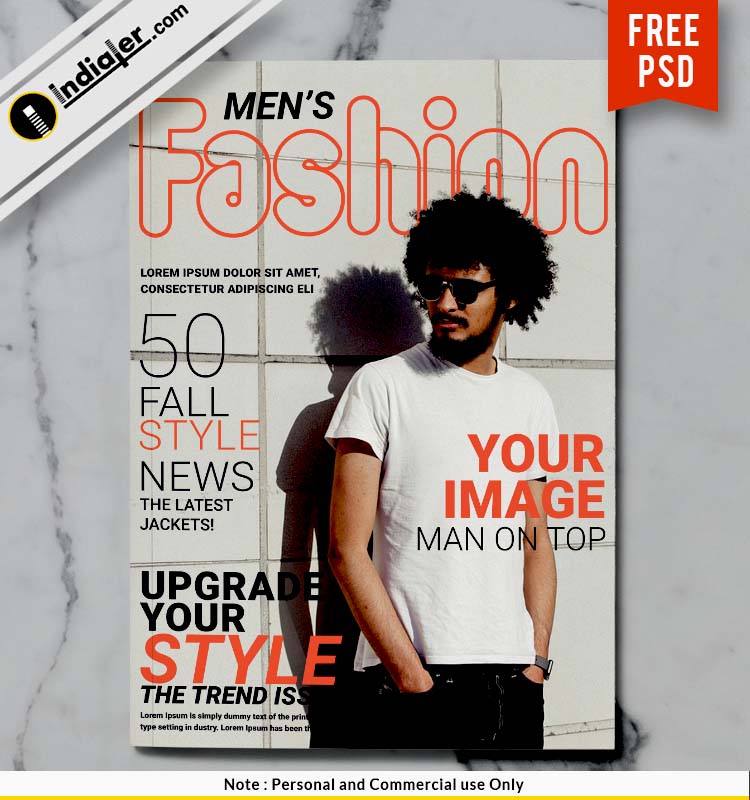 indiater.com
FREE
PSD
MEN'S
Fashion
LOREM IPSUM DOLOR SIT AMET,
CONSECTETUR ADIPISCING ELI
50
FALL
STYLE
NEWS
THE LATEST
JACKETS!
YOUR
IMAGE
MAN ON TOP
UPGRADE
YOUR
STYLE
THE TREND ISS
Lorem Ipsum is simply dummy text of the print
type setting in dustry. Lorem Ipsum has been th
Note : Personal and Commercial use Only